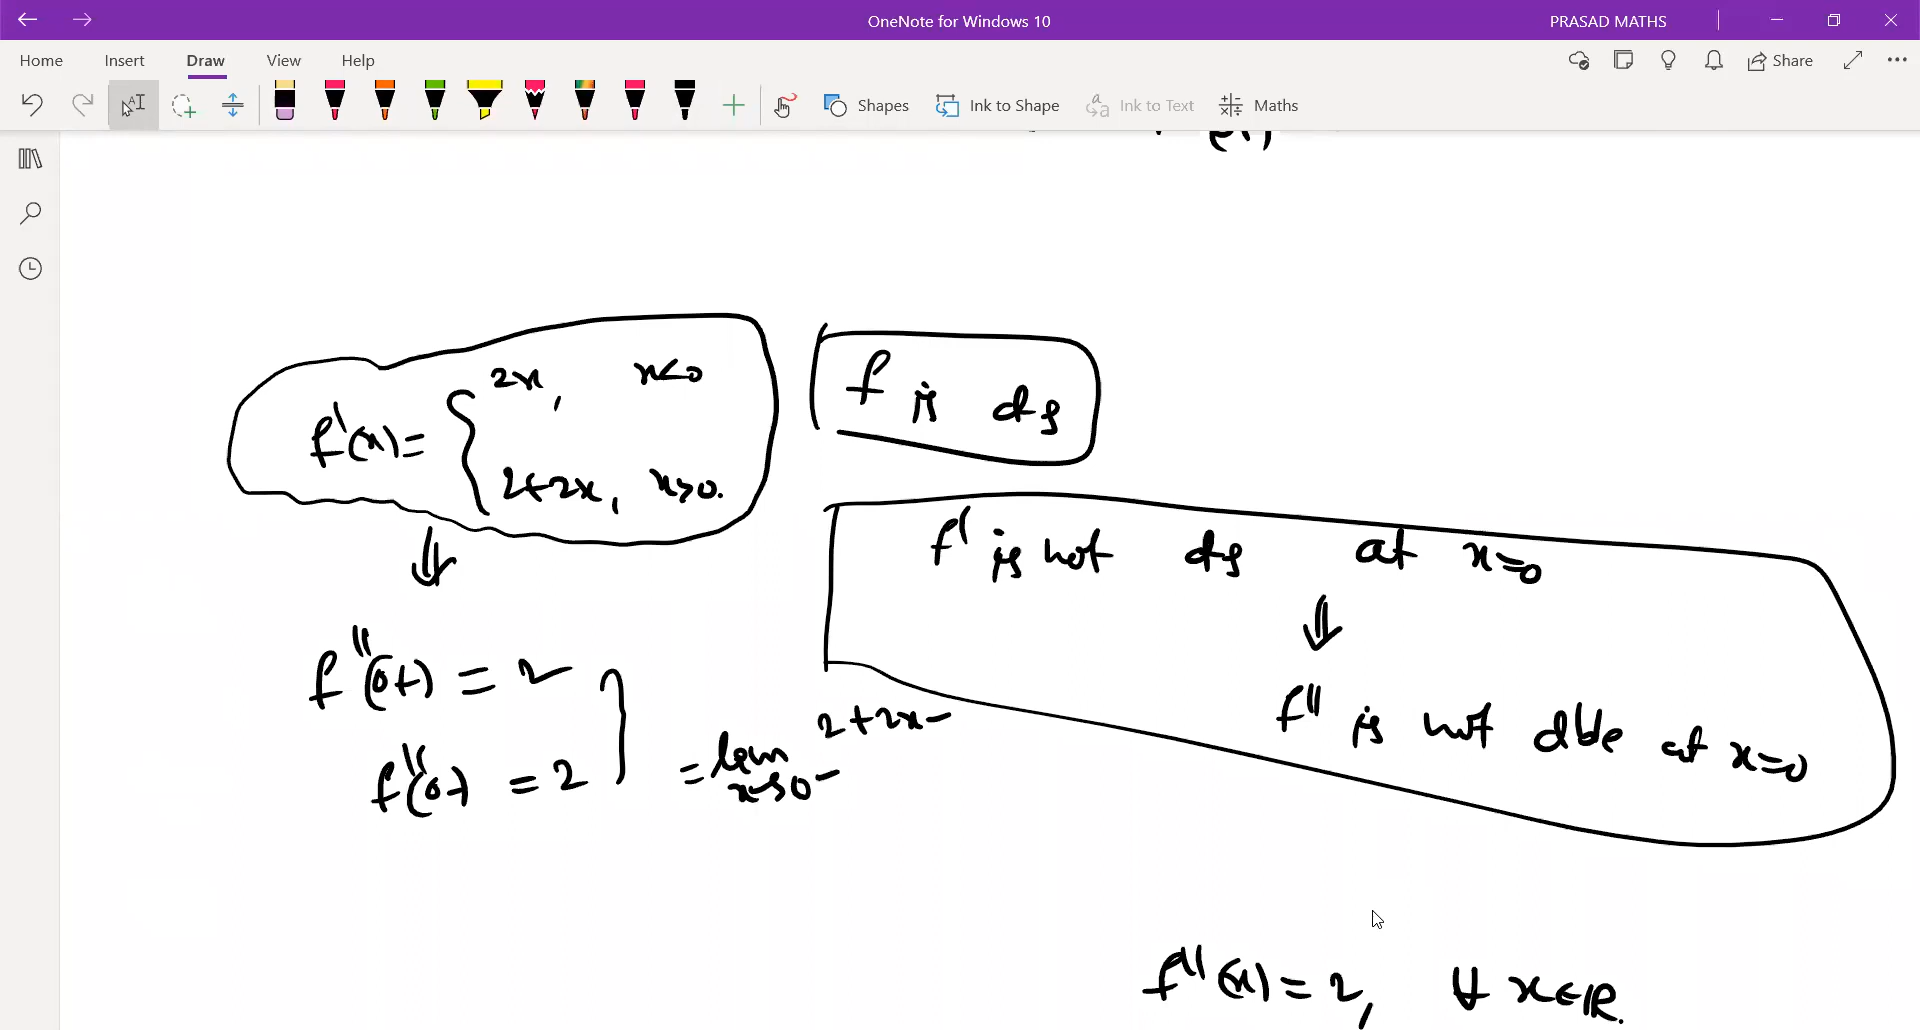 OneNote for Windows 10
PRASAD MATHS
Home Insert Draw View Help
Share
Shapes Ink to Shape Ink to Text Maths
f'(x)= { 2x, x<0
2+2x, x>0.
f is cts
f' is not cts at x=0
⇓
⇓
f'' is not dble at x=0
f''(0+) = 2
f''(0-) = 2
= lim x→0- 2+2x-
f''(x) = 2, ∀ x∈ℝ.